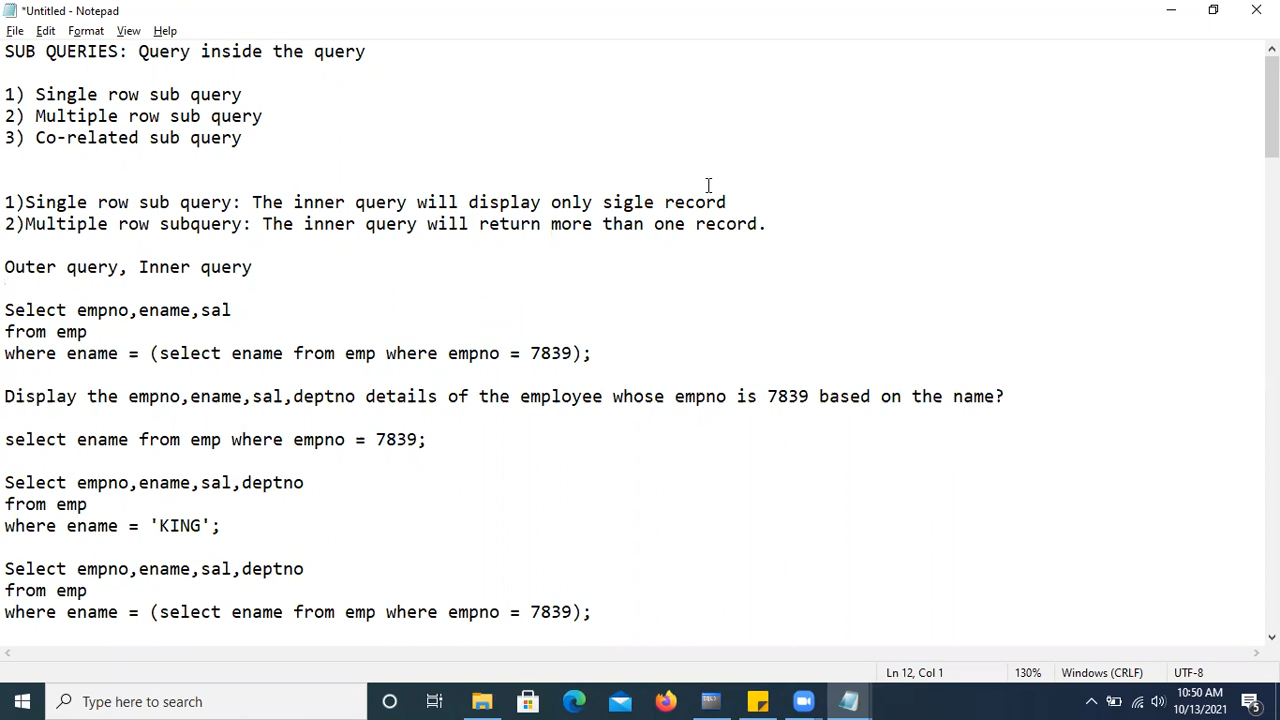 *Untitled - Notepad
File Edit Format View Help
SUB QUERIES: Query inside the query
1) Single row sub query
2) Multiple row sub query
3) Co-related sub query
1)Single row sub query: The inner query will display only sigle record
2)Multiple row subquery: The inner query will return more than one record.
Outer query, Inner query
Select empno,ename,sal
from emp
where ename = (select ename from emp where empno = 7839);
Display the empno,ename,sal,deptno details of the employee whose empno is 7839 based on the name?
select ename from emp where empno = 7839;
Select empno,ename,sal,deptno
from emp
where ename = 'KING';
Select empno,ename,sal,deptno
from emp
where ename = (select ename from emp where empno = 7839);
Ln 12, Col 1 130% Windows (CRLF) UTF-8
Type here to search
10:50 AM
10/13/2021
5